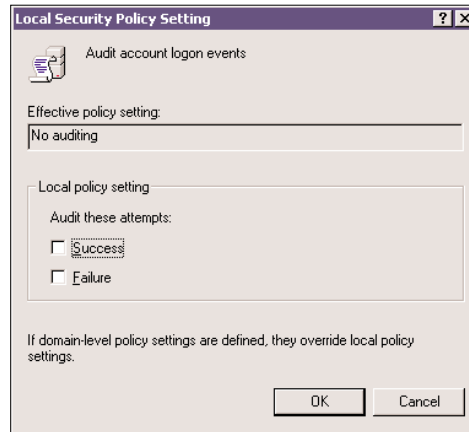 Local Security Policy Setting
Audit account logon events
Effective policy setting:
No auditing
Local policy setting
Audit these attempts:
Success
Failure
If domain-level policy settings are defined, they override local policy
settings.
OK Cancel